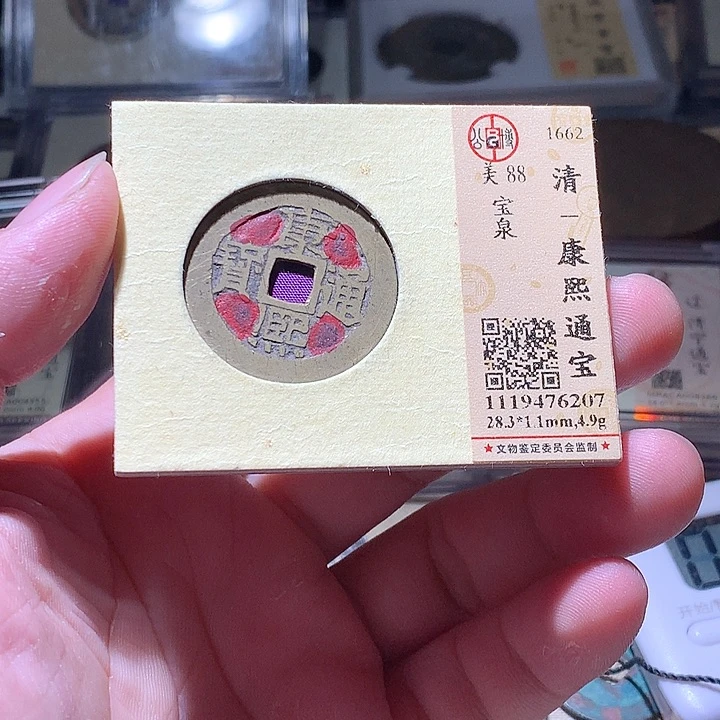 康熙通寳
公博
1662
美 88
宝泉
清 — 康熙通宝
1119476207
28.3*1.1mm,4.9g
★文物鉴定委员会监制★